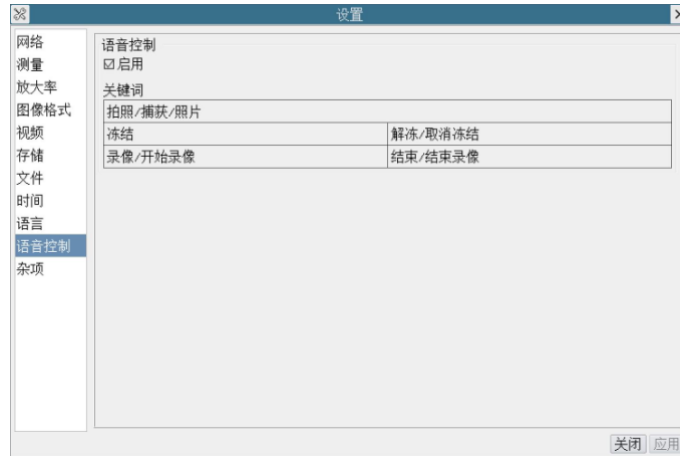 设置
网络
测量
放大率
图像格式
视频
存储
文件
时间
语言
语音控制
杂项
语音控制
启用
关键词
拍照/捕获/照片
冻结 解冻/取消冻结
录像/开始录像 结束/结束录像
关闭 应用